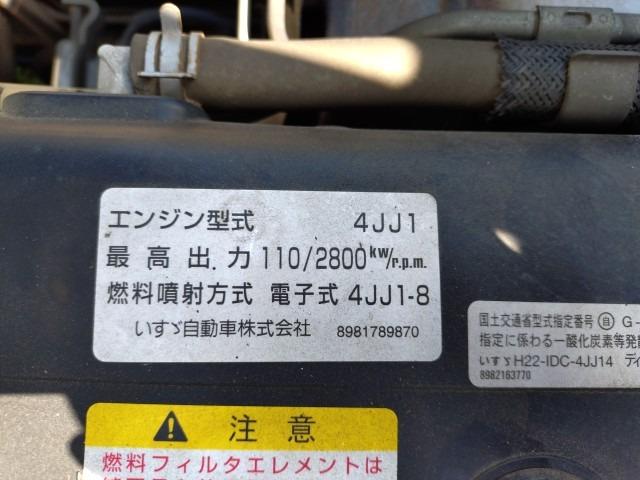 エンジン型式 4JJ1
最高出力 110/2800 kW/r.p.m.
燃料噴射方式 電子式 4JJ1-8
いすゞ自動車株式会社 8981789870
国土交通省型式指定番号 自 G-
指定に係わる一酸化炭素等発
いすゞH22-IDC-4JJ14 ディ
8982163770
注意
燃料フィルタエレメントは